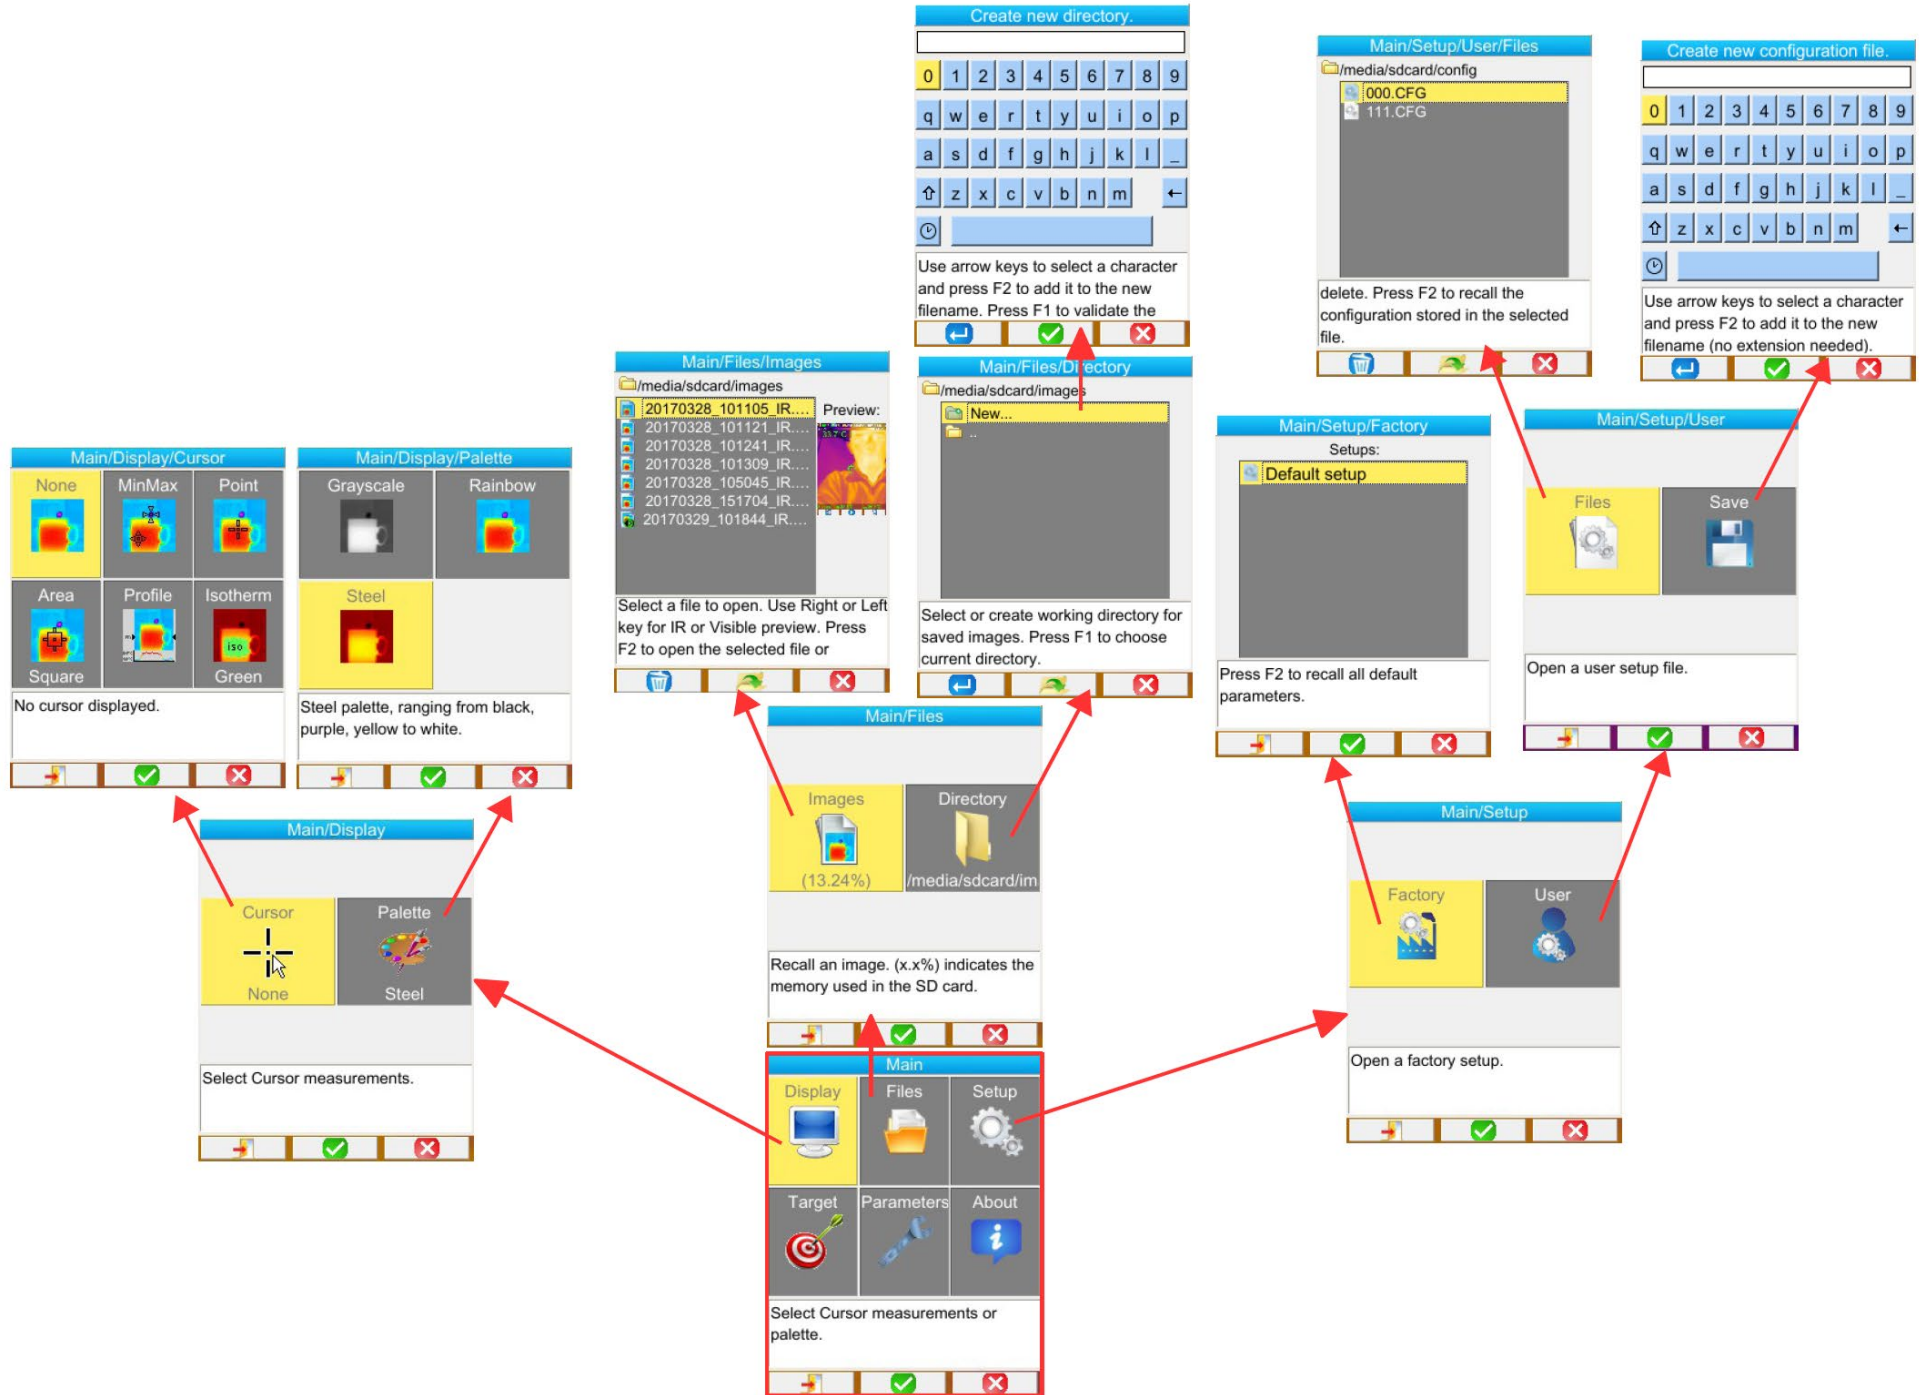 Create new directory.
0 1 2 3 4 5 6 7 8 9
q w e r t y u i o p
a s d f g h j k l _
z x c v b n m
Use arrow keys to select a character
and press F2 to add it to the new
filename. Press F1 to validate the
Main/Setup/User/Files
/media/sdcard/config
000.CFG
111.CFG
delete. Press F2 to recall the
configuration stored in the selected
file.
Create new configuration file.
0 1 2 3 4 5 6 7 8 9
q w e r t y u i o p
a s d f g h j k l _
z x c v b n m
Use arrow keys to select a character
and press F2 to add it to the new
filename (no extension needed).
Main/Files/Images
/media/sdcard/images
20170328_101105_IR....
Preview:
20170328_101121_IR....
20170328_101241_IR....
20170328_101309_IR....
20170328_105045_IR....
20170328_151704_IR....
20170329_101844_IR....
Select a file to open. Use Right or Left
key for IR or Visible preview. Press
F2 to open the selected file or
Main/Files/Directory
/media/sdcard/images
New...
..
Select or create working directory for
saved images. Press F1 to choose
current directory.
Main/Setup/Factory
Setups:
Default setup
Press F2 to recall all default
parameters.
Main/Setup/User
Files
Save
Open a user setup file.
Main/Display/Cursor
None
MinMax
Point
Area
Square
Profile
Isotherm
iso
Green
No cursor displayed.
Main/Display/Palette
Grayscale
Rainbow
Steel
Steel palette, ranging from black,
purple, yellow to white.
Main/Files
Images
(13.24%)
Directory
/media/sdcard/im
Recall an image. (x.x%) indicates the
memory used in the SD card.
Main/Display
Cursor
None
Palette
Steel
Select Cursor measurements.
Main/Setup
Factory
User
Open a factory setup.
Main
Display
Files
Setup
Target
Parameters
About
Select Cursor measurements or
palette.